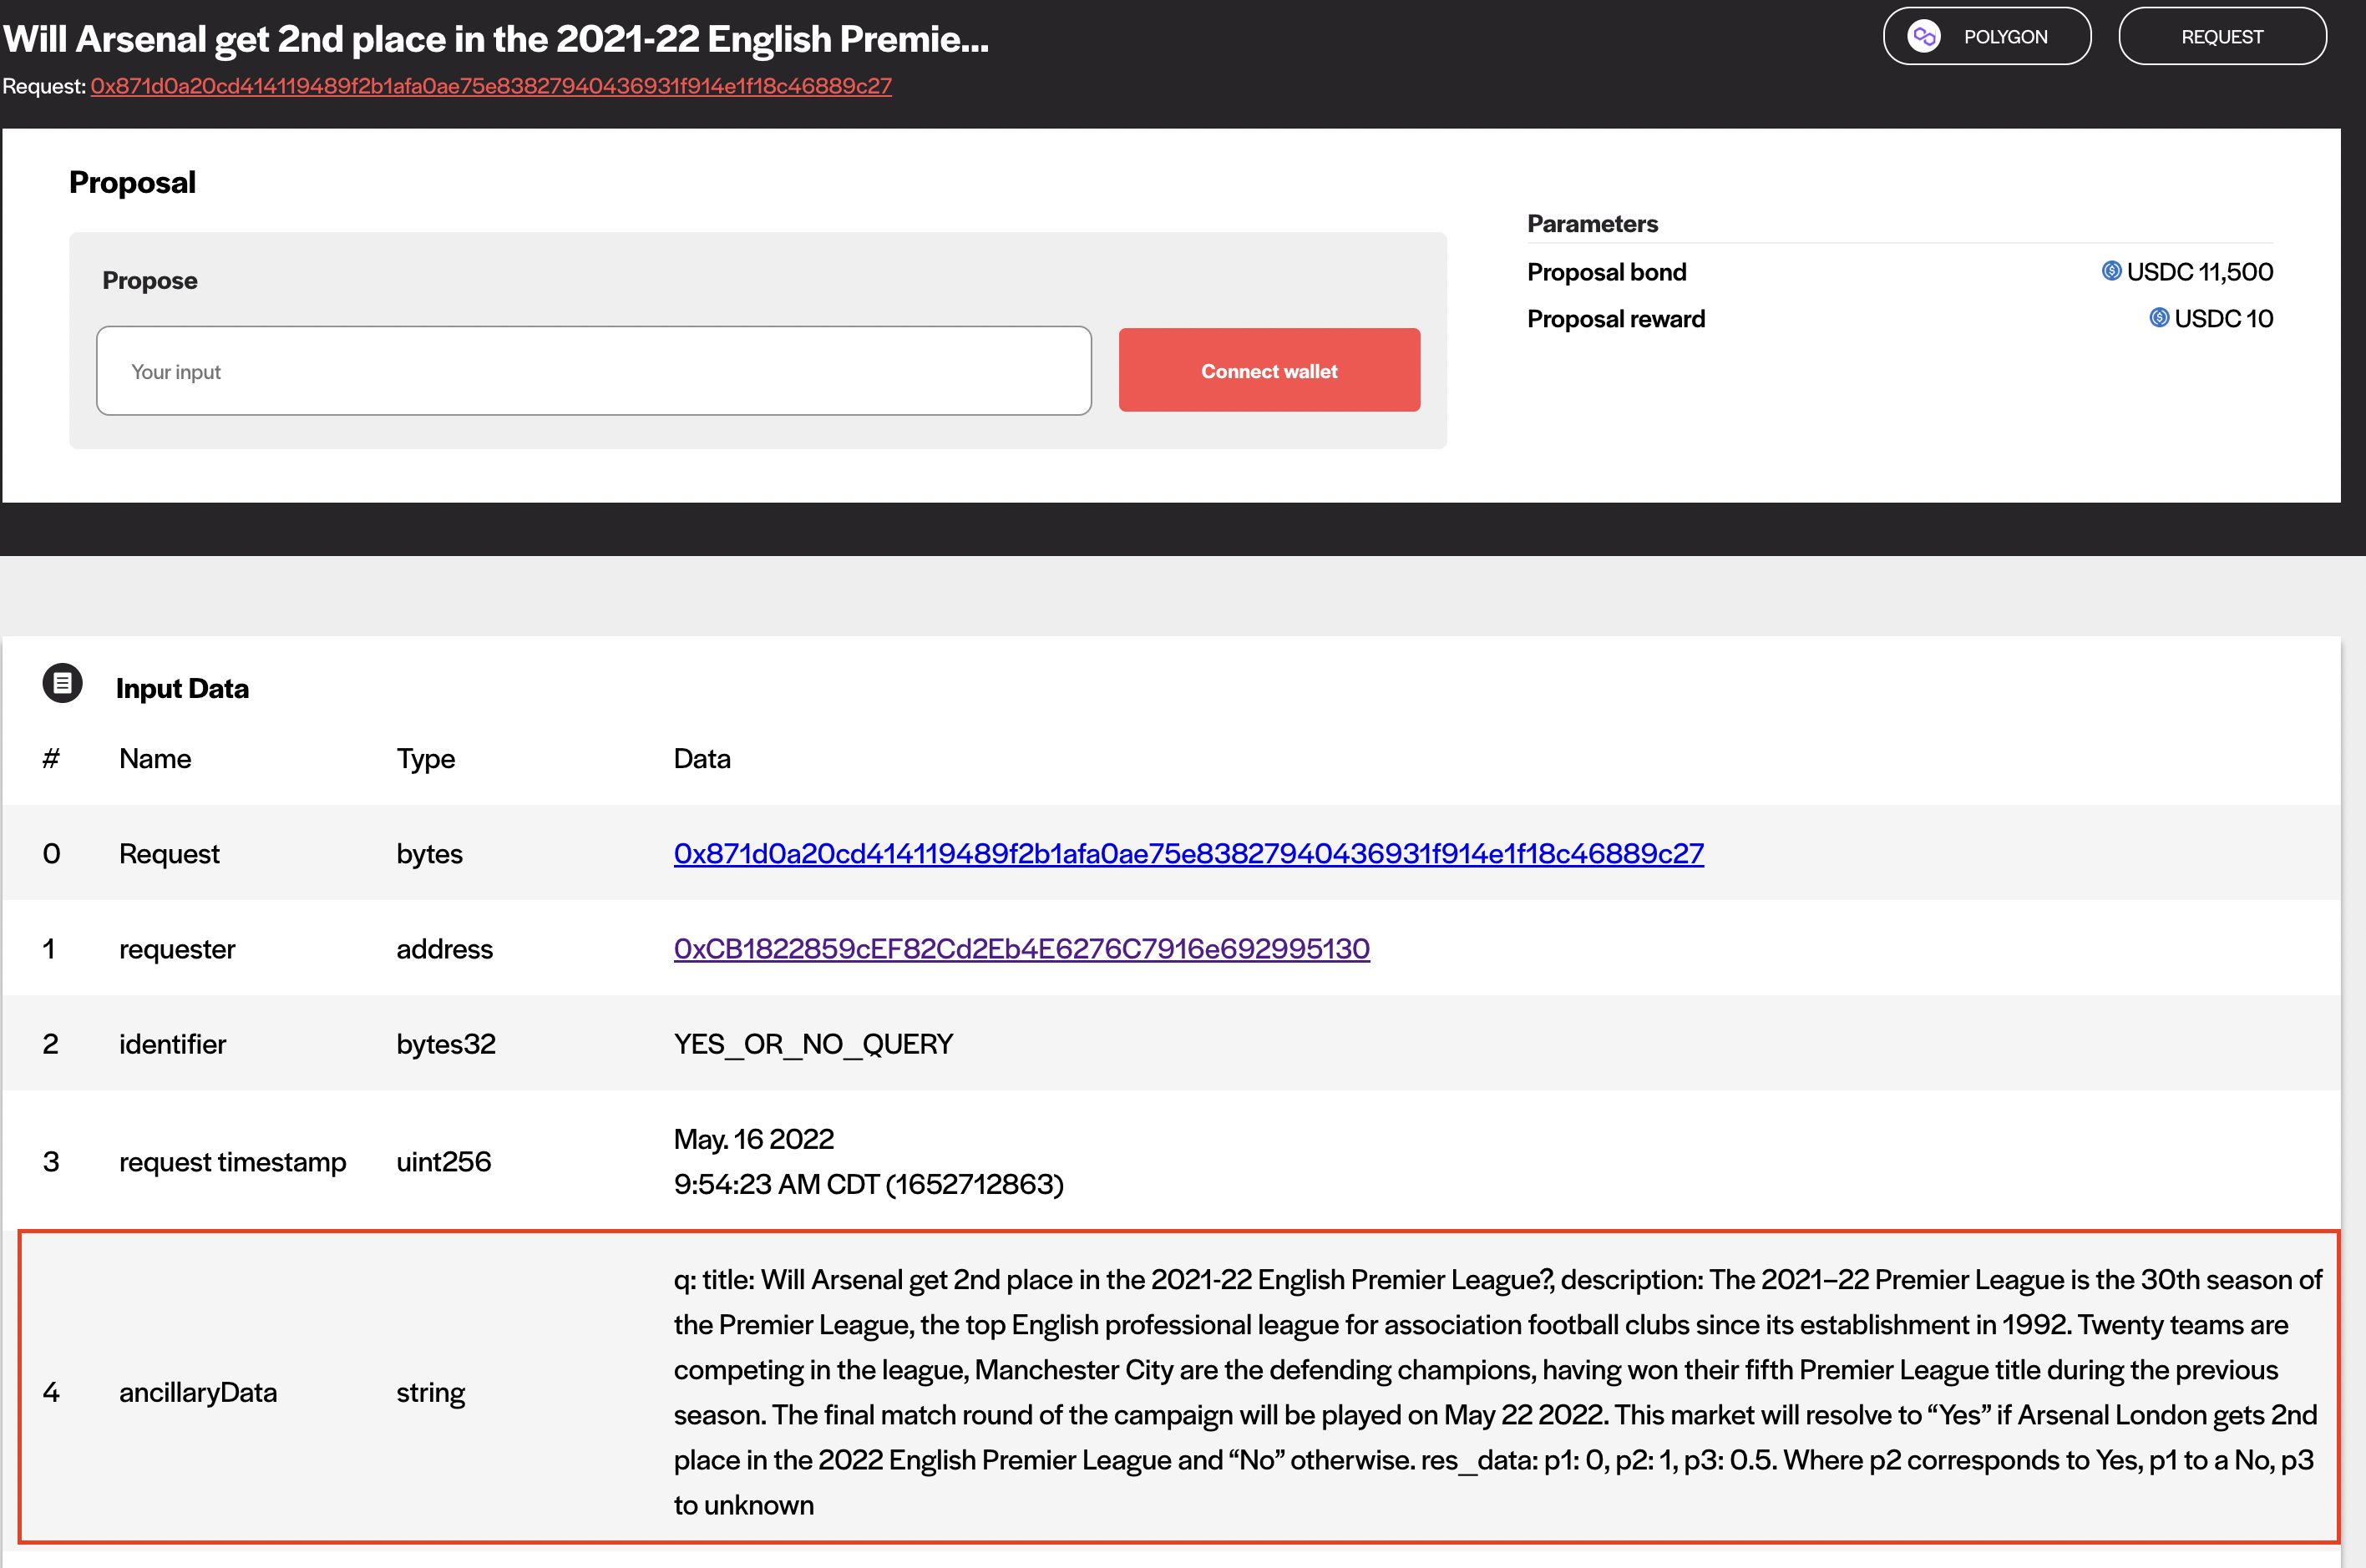 Will Arsenal get 2nd place in the 2021-22 English Premie...
POLYGON
REQUEST
Request: 0x871d0a20cd414119489f2b1afa0ae75e83827940436931f914e1f18c46889c27
Proposal
Propose
Your input
Connect wallet
Parameters
Proposal bond
USDC 11,500
Proposal reward
USDC 10
Input Data
# Name Type Data
0 Request bytes 0x871d0a20cd414119489f2b1afa0ae75e83827940436931f914e1f18c46889c27
1 requester address 0xCB1822859cEF82Cd2Eb4E6276C7916e692995130
2 identifier bytes32 YES_OR_NO_QUERY
3 request timestamp uint256 May. 16 2022
9:54:23 AM CDT (1652712863)
4 ancillaryData string
q: title: Will Arsenal get 2nd place in the 2021-22 English Premier League?, description: The 2021–22 Premier League is the 30th season of
the Premier League, the top English professional league for association football clubs since its establishment in 1992. Twenty teams are
competing in the league, Manchester City are the defending champions, having won their fifth Premier League title during the previous
season. The final match round of the campaign will be played on May 22 2022. This market will resolve to “Yes” if Arsenal London gets 2nd
place in the 2022 English Premier League and “No” otherwise. res_data: p1: 0, p2: 1, p3: 0.5. Where p2 corresponds to Yes, p1 to a No, p3
to unknown